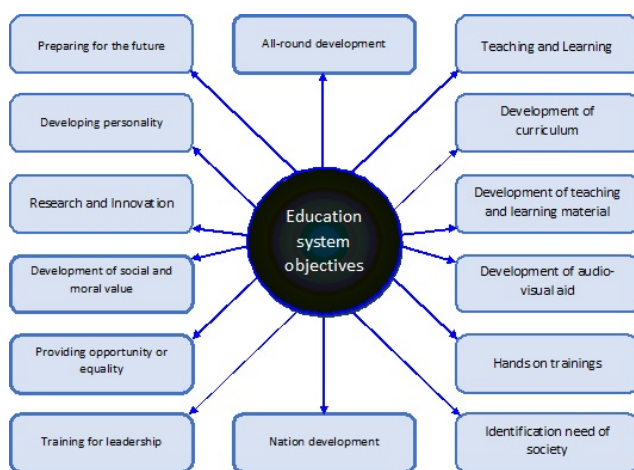 Preparing for the future
All-round development
Teaching and Learning
Developing personality
Development of
curriculum
Research and Innovation
Development of teaching
and learning material
Education
system
objectives
Development of social and
moral value
Development of audio-
visual aid
Providing opportunity or
equality
Hands on trainings
Training for leadership
Nation development
Identification need of
society